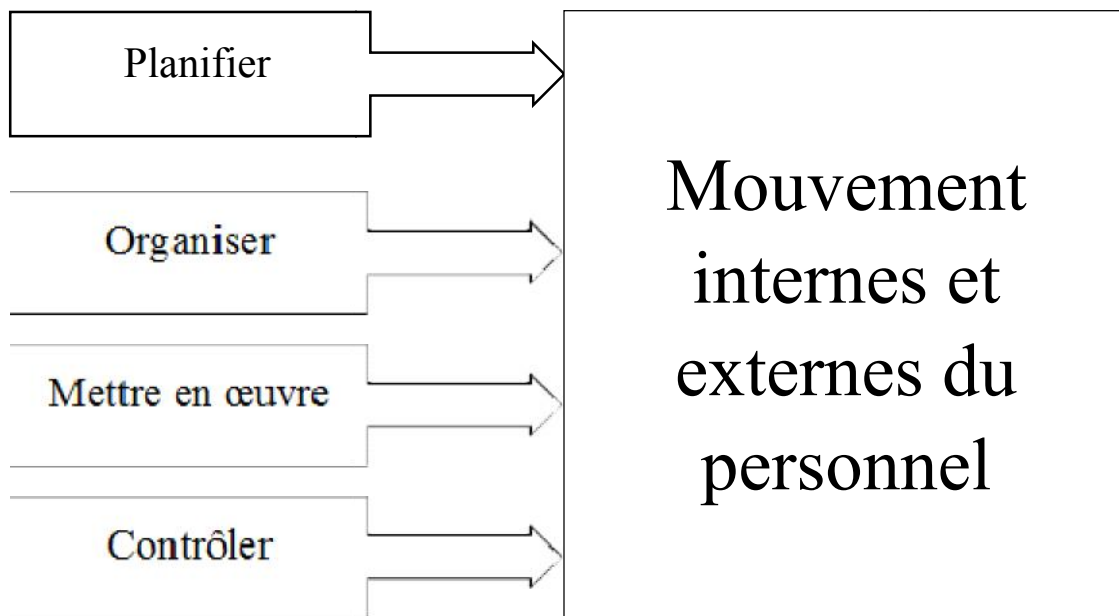 Planifier
Organiser
Mettre en œuvre
Contrôler
Mouvement
internes et
externes du
personnel